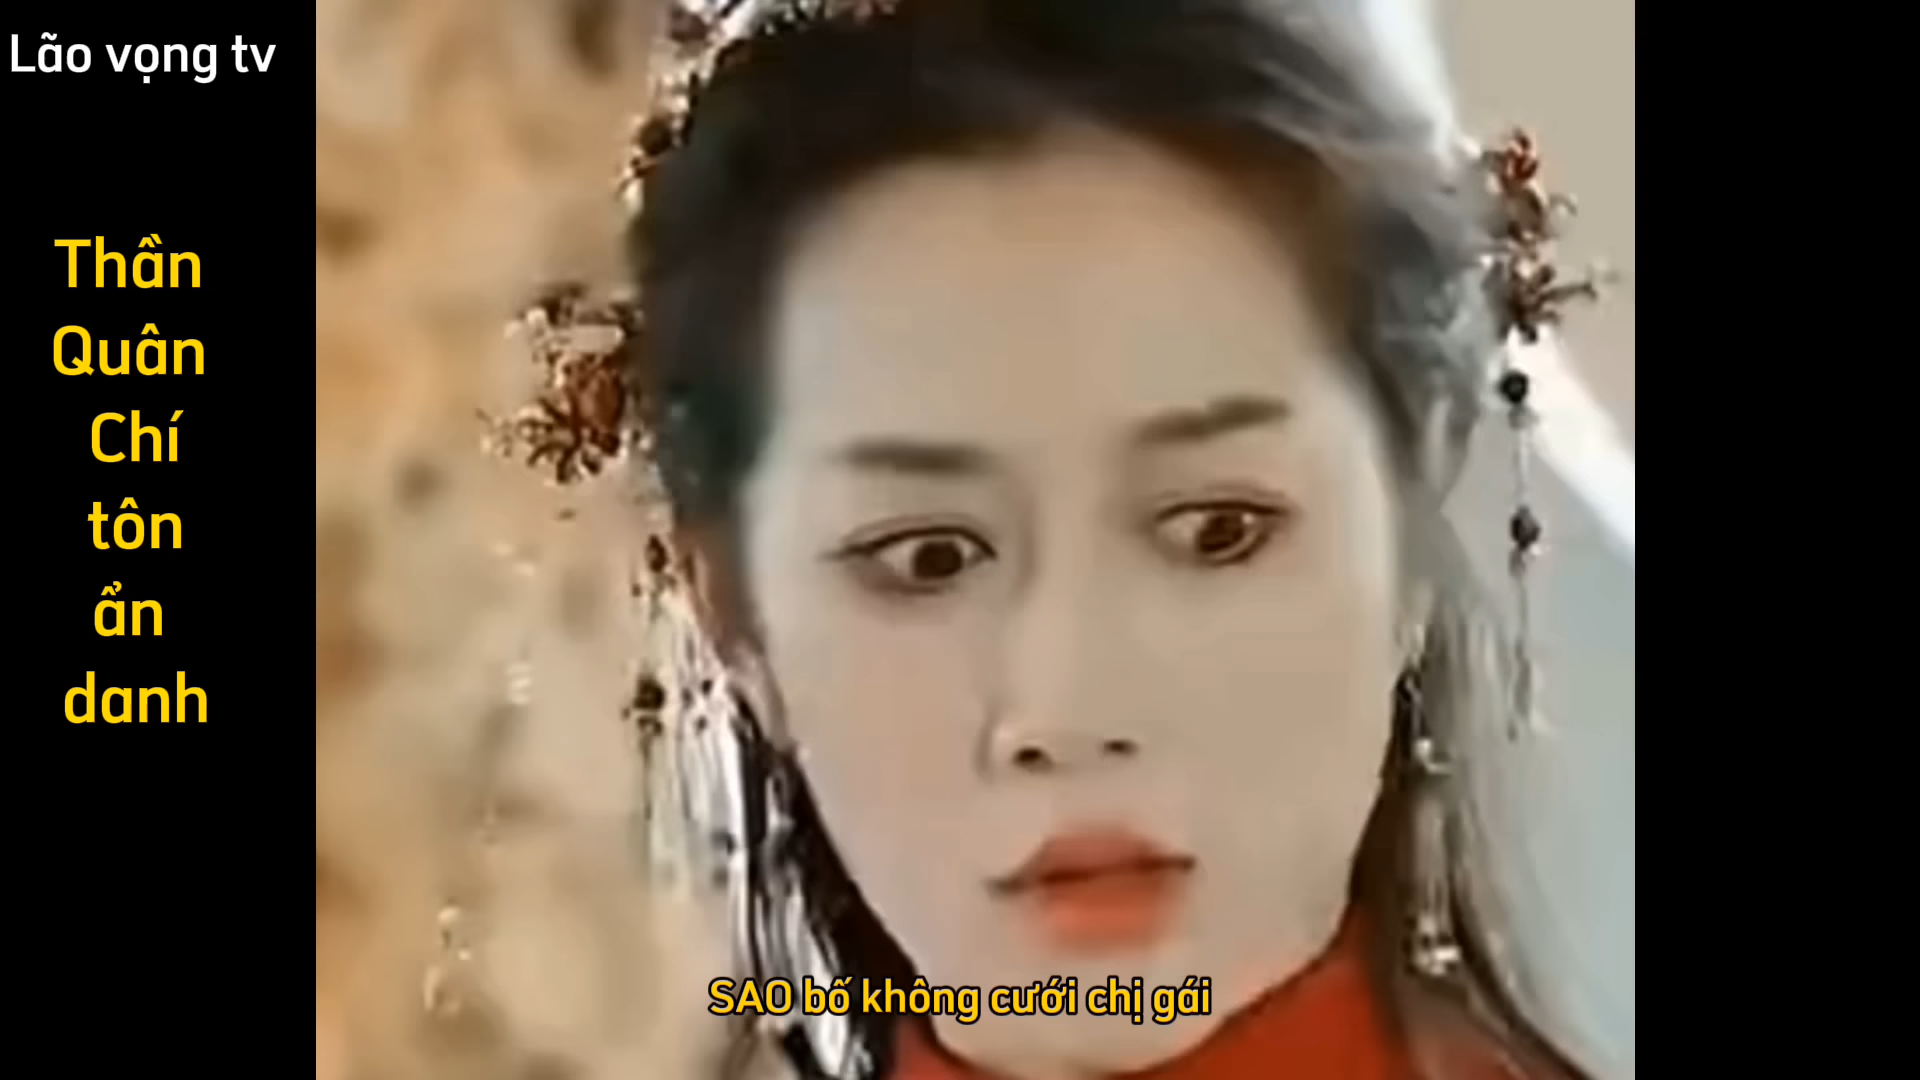 Lão vọng tv
Thần
Quân
Chí
tôn
ẩn
danh
SAO bố không cưới chị gái